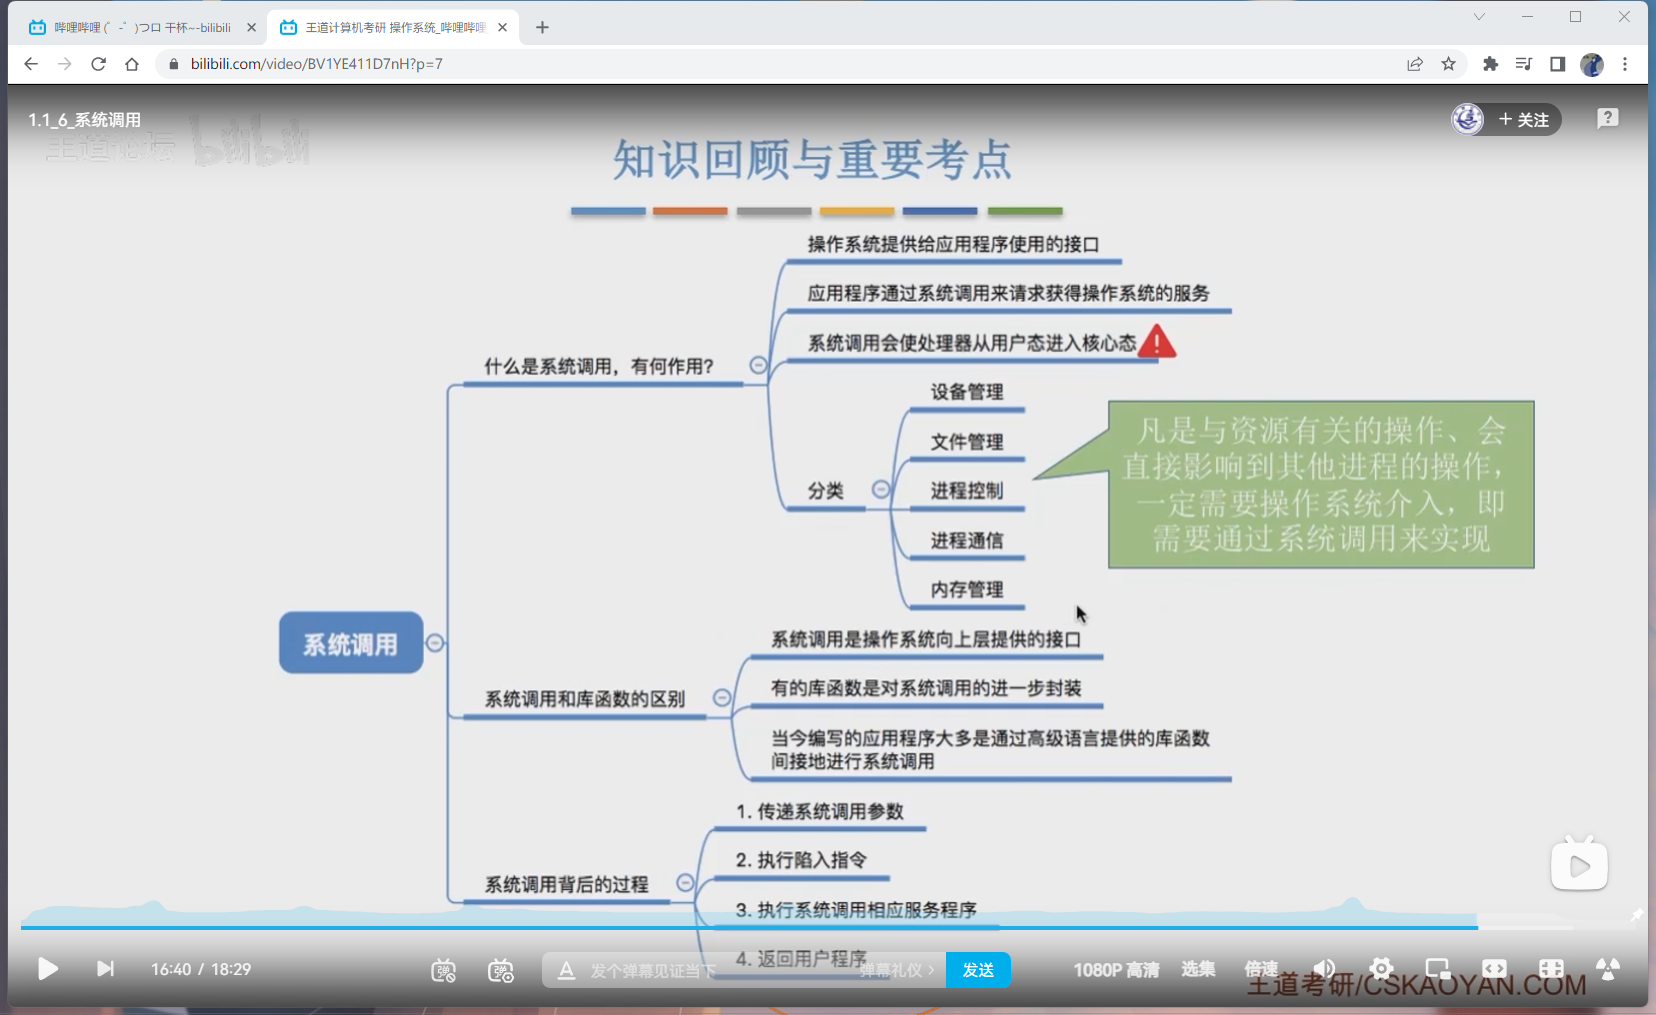 哔哩哔哩 (゜-゜)つロ 干杯~-bilibili
王道计算机考研 操作系统_哔哩哔哩
bilibili.com/video/BV1YE411D7nH?p=7
1.1_6_系统调用
+ 关注
王道论坛 bilibili
知识回顾与重要考点
操作系统提供给应用程序使用的接口
应用程序通过系统调用来请求获得操作系统的服务
系统调用会使处理器从用户态进入核心态
什么是系统调用，有何作用？
设备管理
文件管理
分类
进程控制
进程通信
内存管理
凡是与资源有关的操作、会
直接影响到其他进程的操作，
一定需要操作系统介入，即
需要通过系统调用来实现
系统调用
系统调用是操作系统向上层提供的接口
系统调用和库函数的区别
有的库函数是对系统调用的进一步封装
当今编写的应用程序大多是通过高级语言提供的库函数
间接地进行系统调用
1. 传递系统调用参数
2. 执行陷入指令
系统调用背后的过程
3. 执行系统调用相应服务程序
4. 返回用户程序
16:40 / 18:29
弹
弹
发个弹幕见证当下
弹幕礼仪 >
发送
1080P 高清
选集
倍速
王道考研/CSKAOYAN.COM